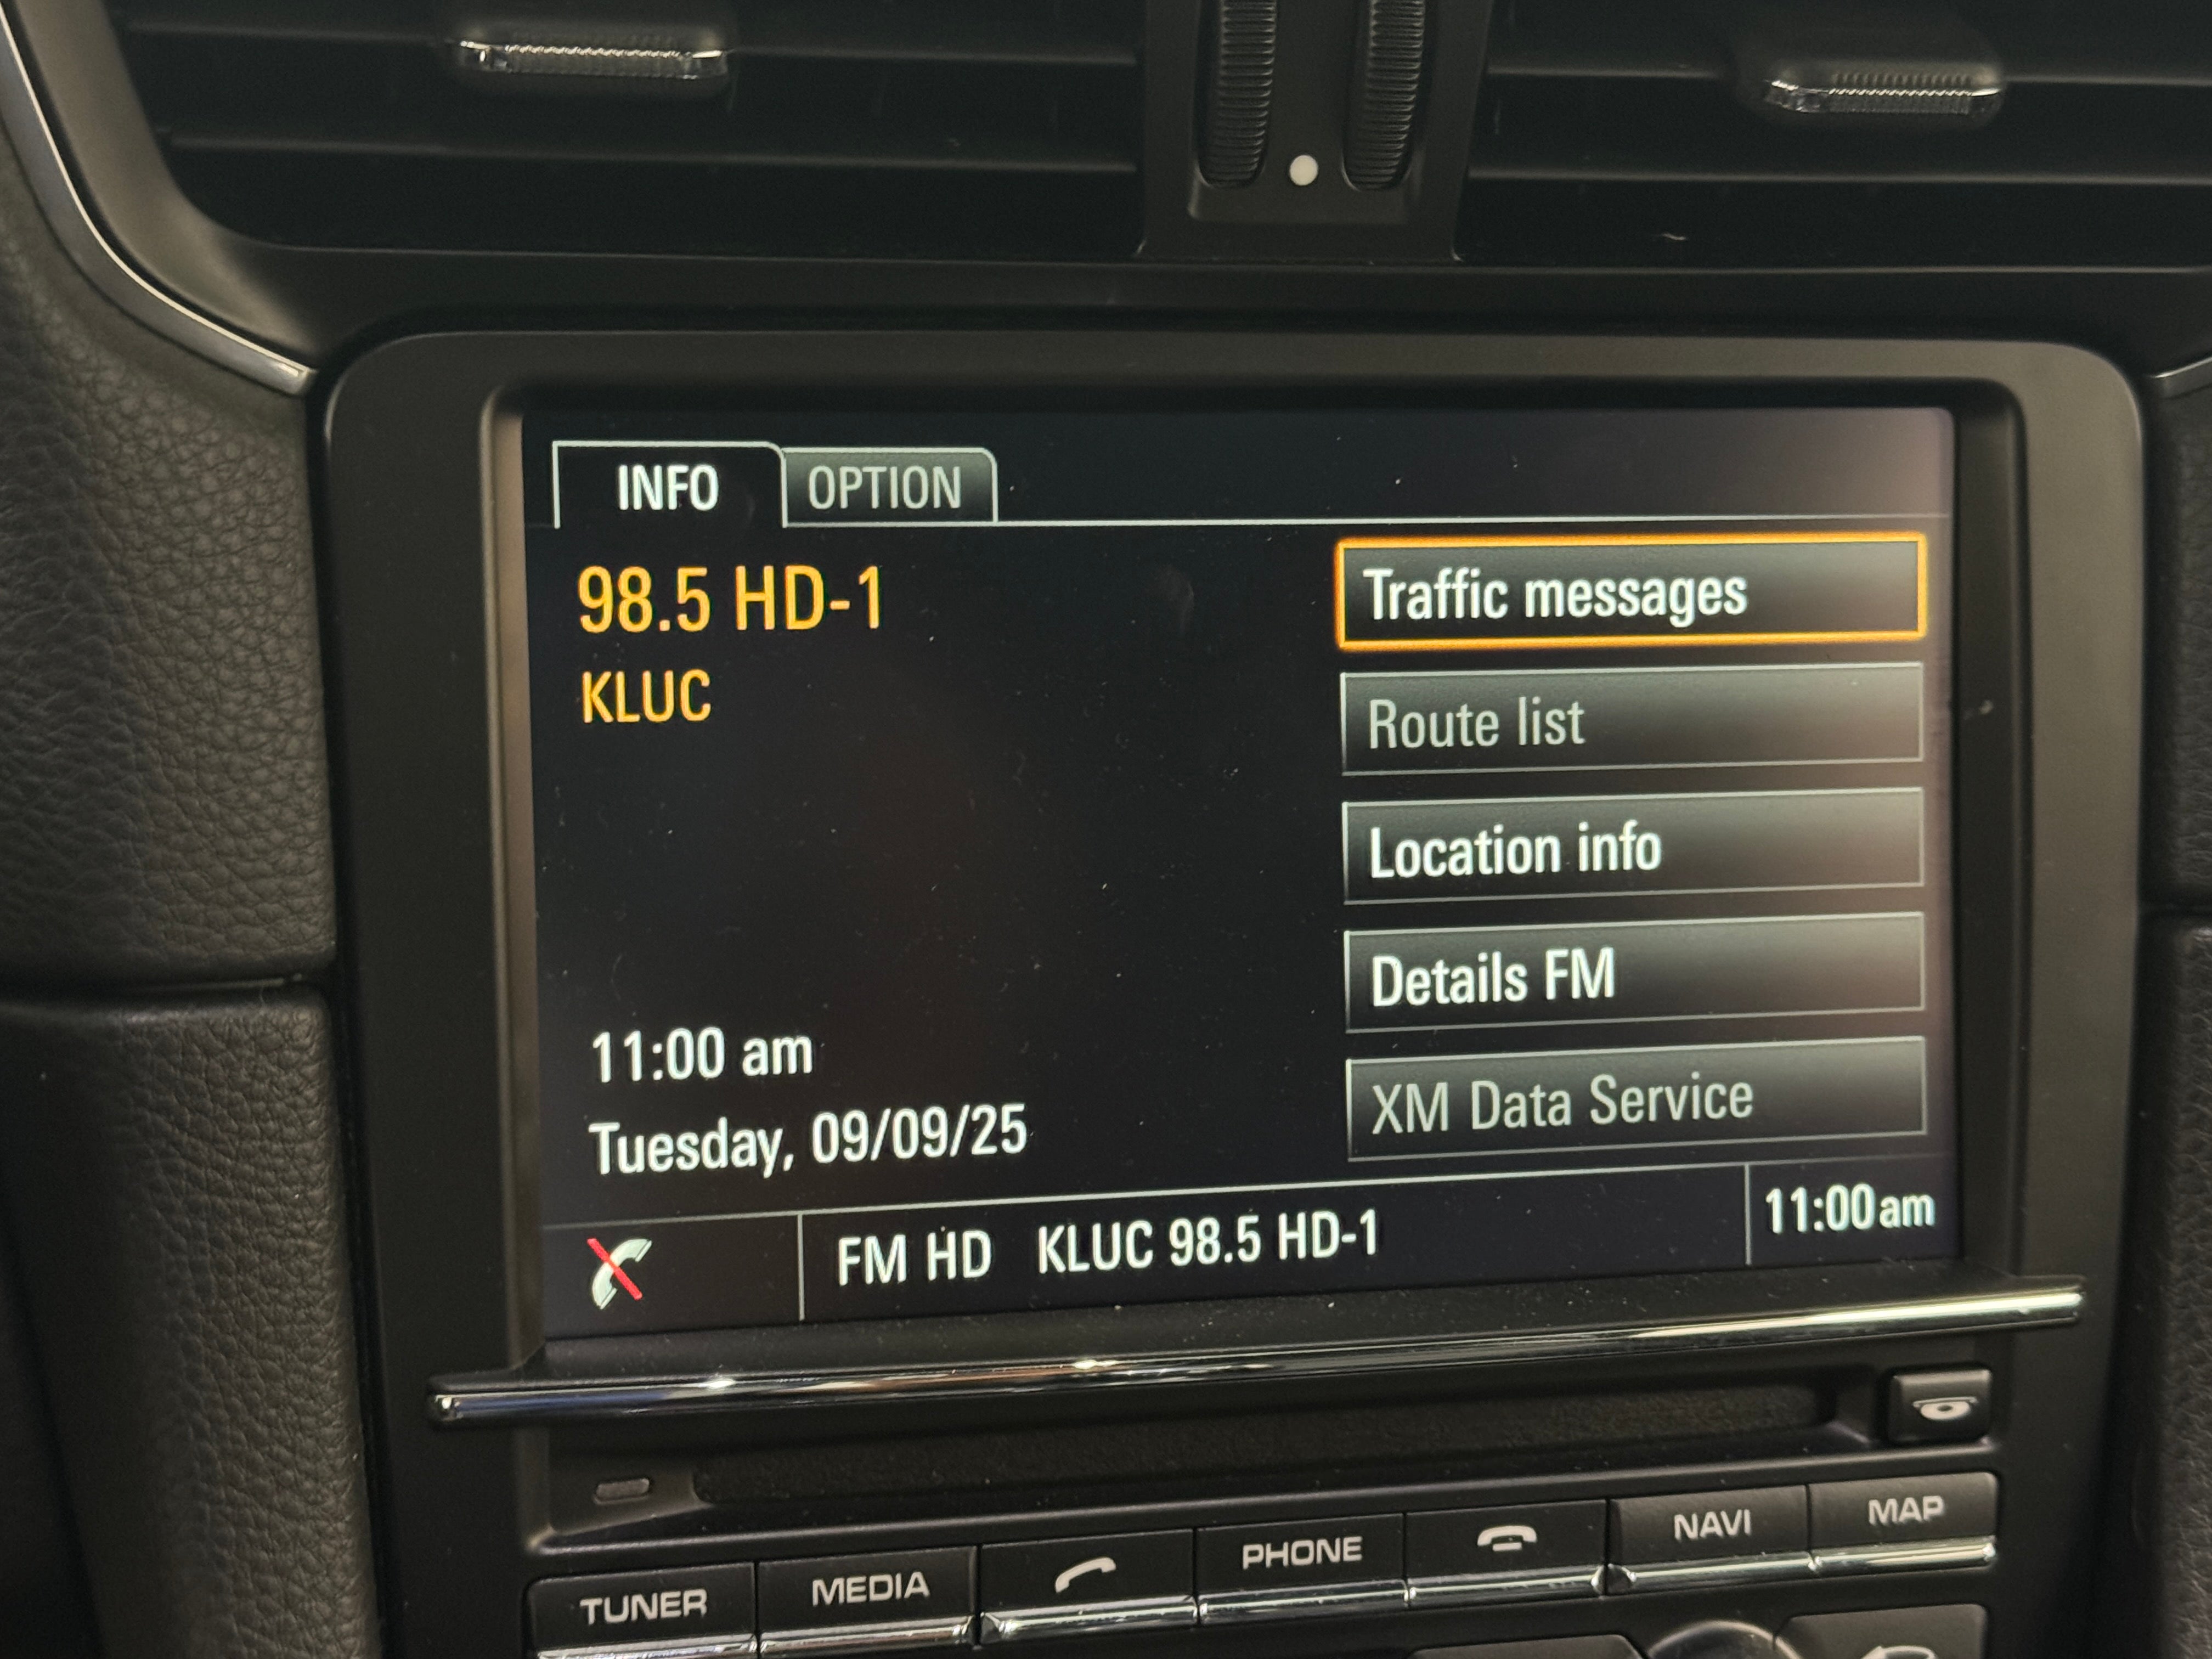 INFO OPTION
98.5 HD-1
KLUC
11:00 am
Tuesday, 09/09/25
Traffic messages
Route list
Location info
Details FM
XM Data Service
FM HD KLUC 98.5 HD-1 11:00am
TUNER MEDIA PHONE NAVI MAP